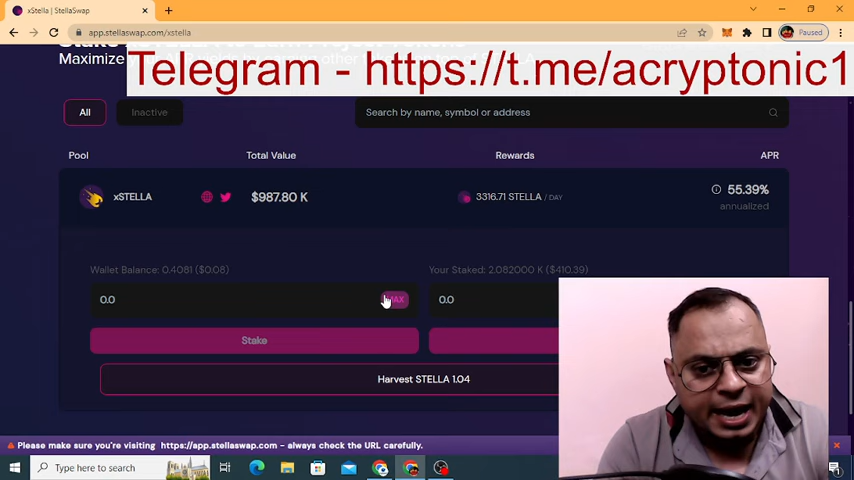 xStella | StellaSwap
app.stellaswap.com/xstella
Paused
Telegram - https://t.me/acryptonic1
All
Inactive
Search by name, symbol or address
Pool
Total Value
Rewards
APR
xSTELLA
$987.80 K
3316.71 STELLA / DAY
55.39%
annualized
Wallet Balance: 0.4081 ($0.08)
Your Staked: 2.082000 K ($410.39)
0.0
MAX
0.0
Stake
Harvest STELLA 1.04
Please make sure you're visiting https://app.stellaswap.com - always check the URL carefully.
Type here to search